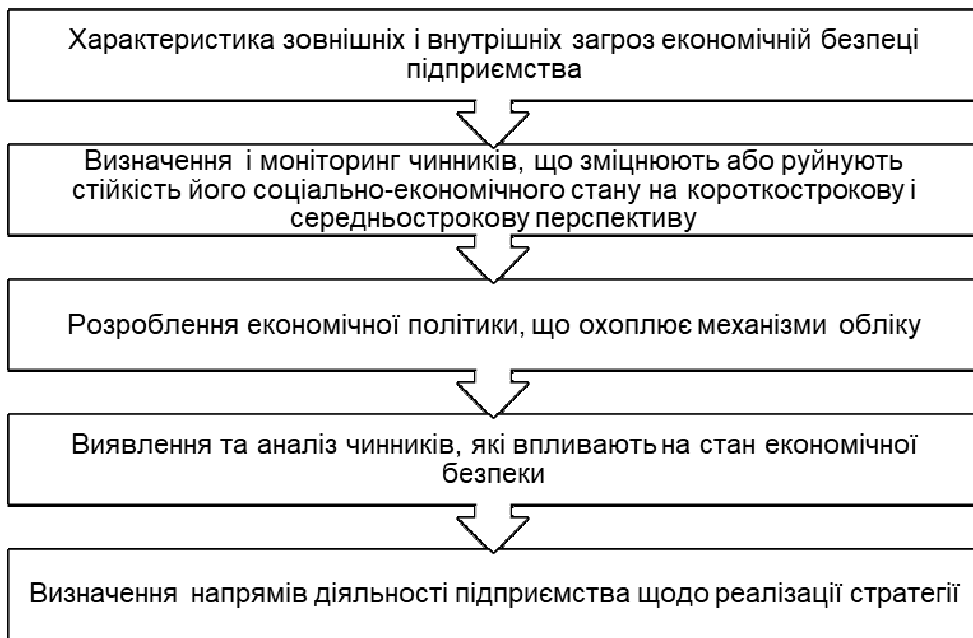 Характеристика зовнішніх і внутрішніх загроз економічній безпеці
підприємства
Визначення і моніторинг чинників, що зміцнюють або руйнують
стійкість його соціально-економічного стану на короткострокову і
середньострокову перспективу
Розроблення економічної політики, що охоплює механізми обліку
Виявлення та аналіз чинників, які впливають на стан економічної
безпеки
Визначення напрямів діяльності підприємства щодо реалізації стратегії